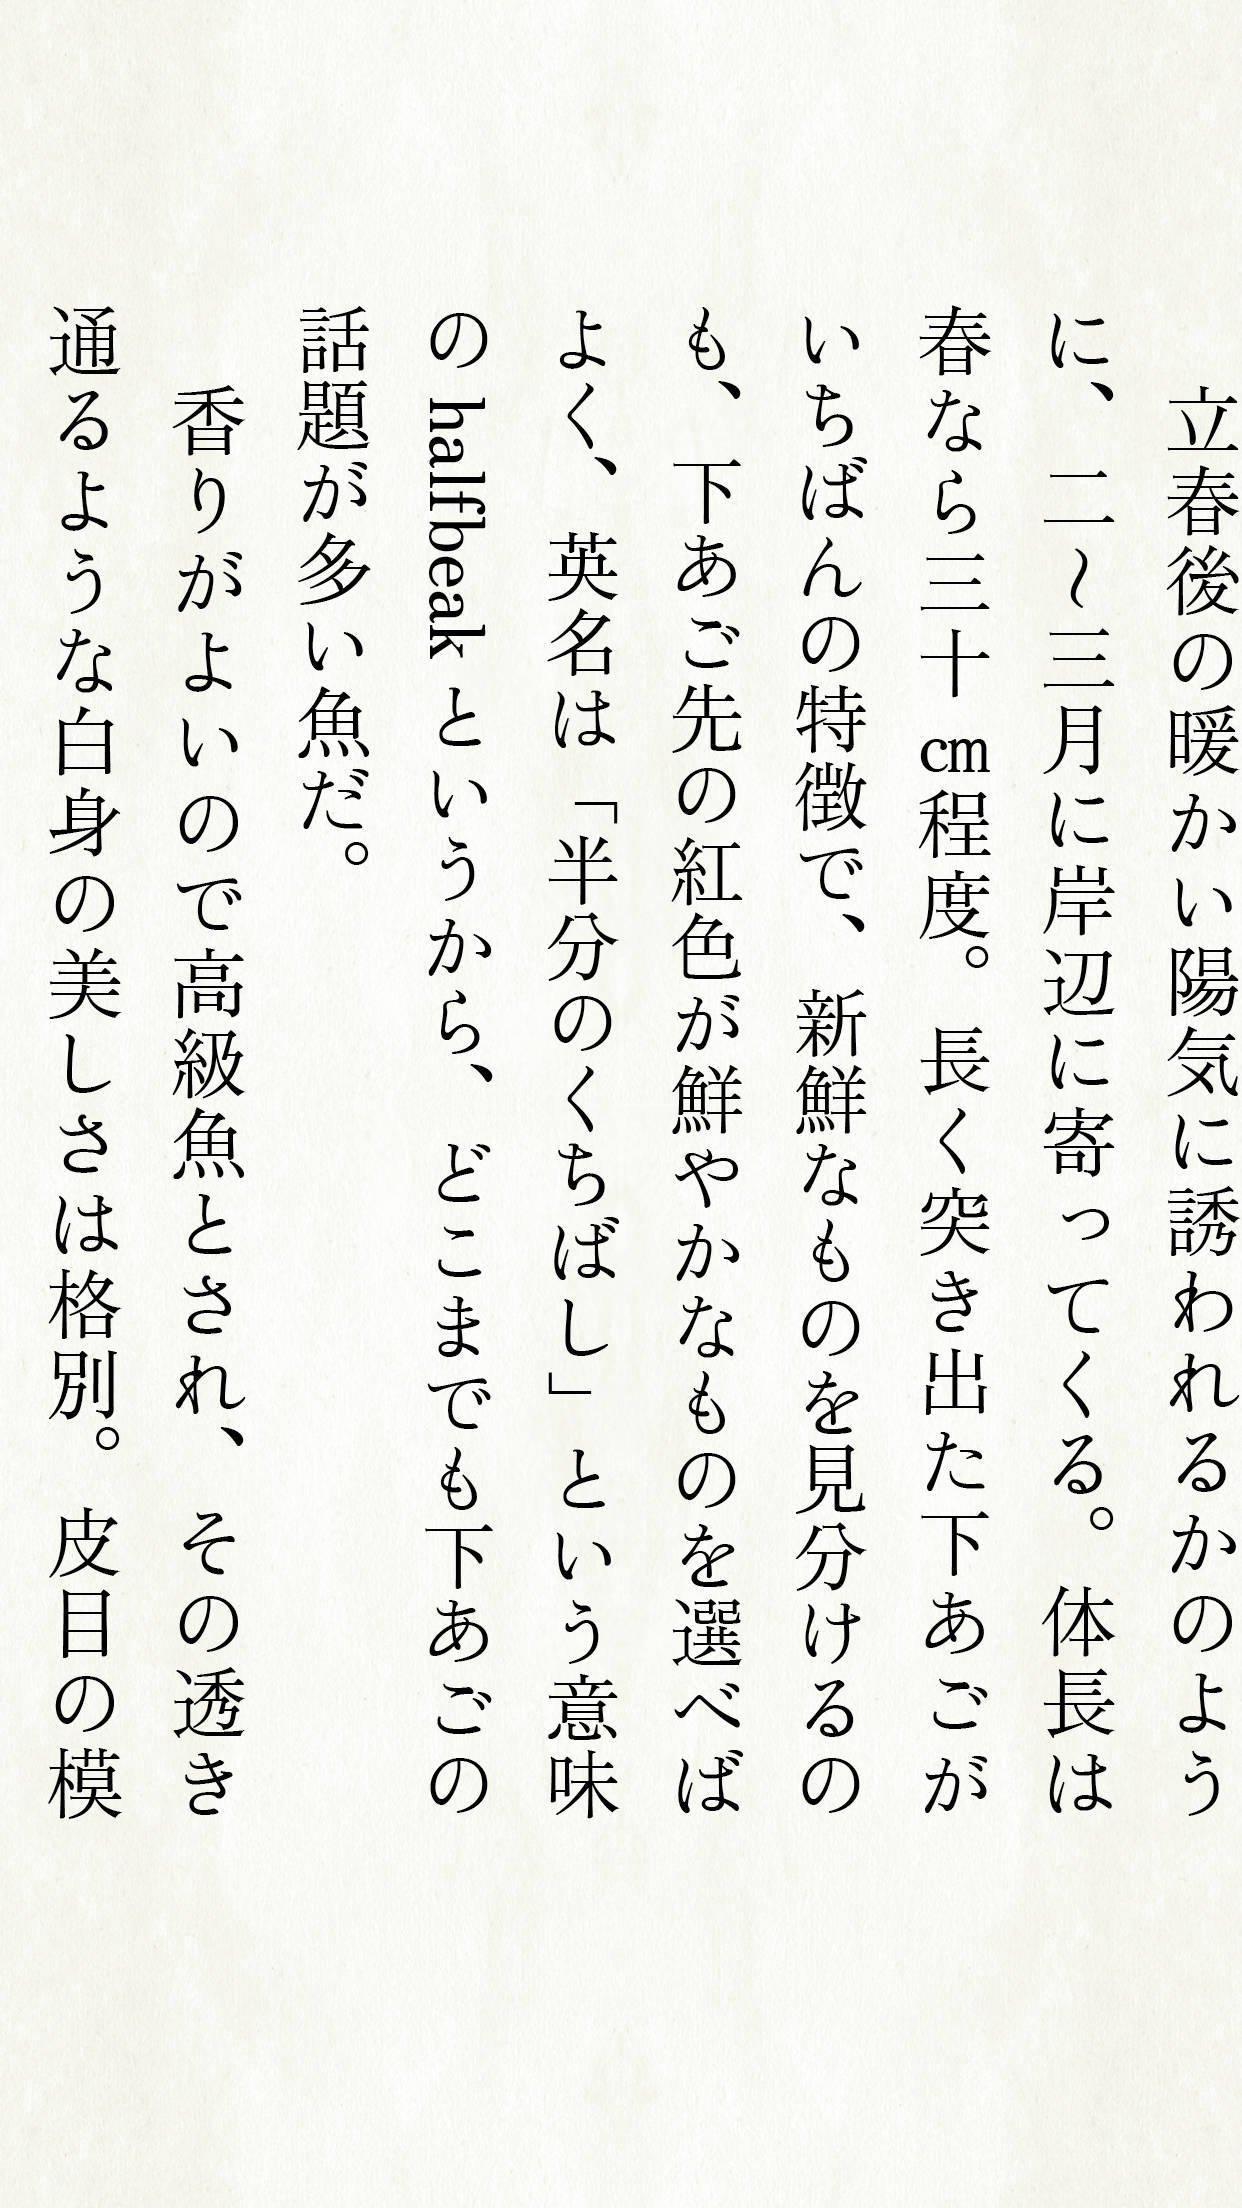 立春後の暖かい陽気に誘われるかのよう
に、二～三月に岸辺に寄ってくる。体長は
春なら三十cm程度。長く突き出た下あごが
いちばんの特徴で、新鮮なものを見分けるの
も、下あご先の紅色が鮮やかなものを選べば
よく、英名は「半分のくちばし」という意味
の halfbeak というから、どこまでも下あごの
話題が多い魚だ。
香りがよいので高級魚とされ、その透き
通るような白身の美しさは格別。皮目の模